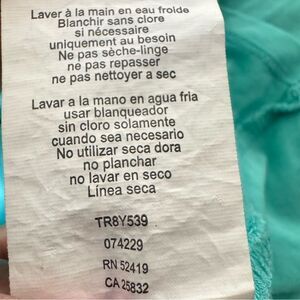 Laver à la main en eau froide
Blanchir sans clore
si nécessaire
uniquement au besoin
Ne pas sèche-linge
ne pas repasser
ne pas nettoyer a sec
Lavar a la mano en agua fria
usar blanqueador
sin cloro solamente
cuando sea necesario
No utilizar seca dora
no planchar
no lavar en seco
Línea seca
TR8Y539
074229
RN 52419
CA 25832